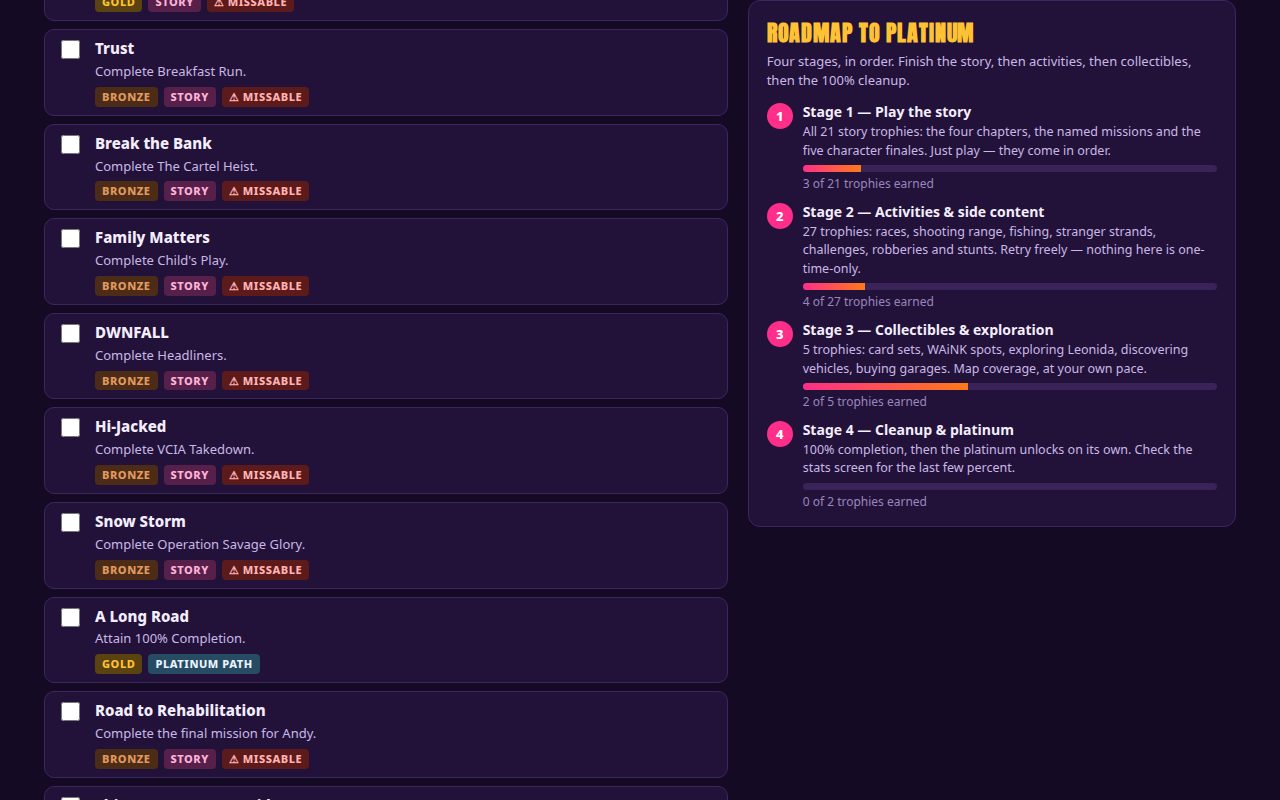 GOLD STORY ⚠ MISSABLE
Trust
Complete Breakfast Run.
BRONZE STORY ⚠ MISSABLE
Break the Bank
Complete The Cartel Heist.
BRONZE STORY ⚠ MISSABLE
Family Matters
Complete Child's Play.
BRONZE STORY ⚠ MISSABLE
DWNFALL
Complete Headliners.
BRONZE STORY ⚠ MISSABLE
Hi-Jacked
Complete VCIA Takedown.
BRONZE STORY ⚠ MISSABLE
Snow Storm
Complete Operation Savage Glory.
BRONZE STORY ⚠ MISSABLE
A Long Road
Attain 100% Completion.
GOLD PLATINUM PATH
Road to Rehabilitation
Complete the final mission for Andy.
BRONZE STORY ⚠ MISSABLE
ROADMAP TO PLATINUM
Four stages, in order. Finish the story, then activities, then collectibles,
then the 100% cleanup.
1 Stage 1 — Play the story
All 21 story trophies: the four chapters, the named missions and the
five character finales. Just play — they come in order.
3 of 21 trophies earned
2 Stage 2 — Activities & side content
27 trophies: races, shooting range, fishing, stranger strands,
challenges, robberies and stunts. Retry freely — nothing here is one-
time-only.
4 of 27 trophies earned
3 Stage 3 — Collectibles & exploration
5 trophies: card sets, WAiNK spots, exploring Leonida, discovering
vehicles, buying garages. Map coverage, at your own pace.
2 of 5 trophies earned
4 Stage 4 — Cleanup & platinum
100% completion, then the platinum unlocks on its own. Check the
stats screen for the last few percent.
0 of 2 trophies earned